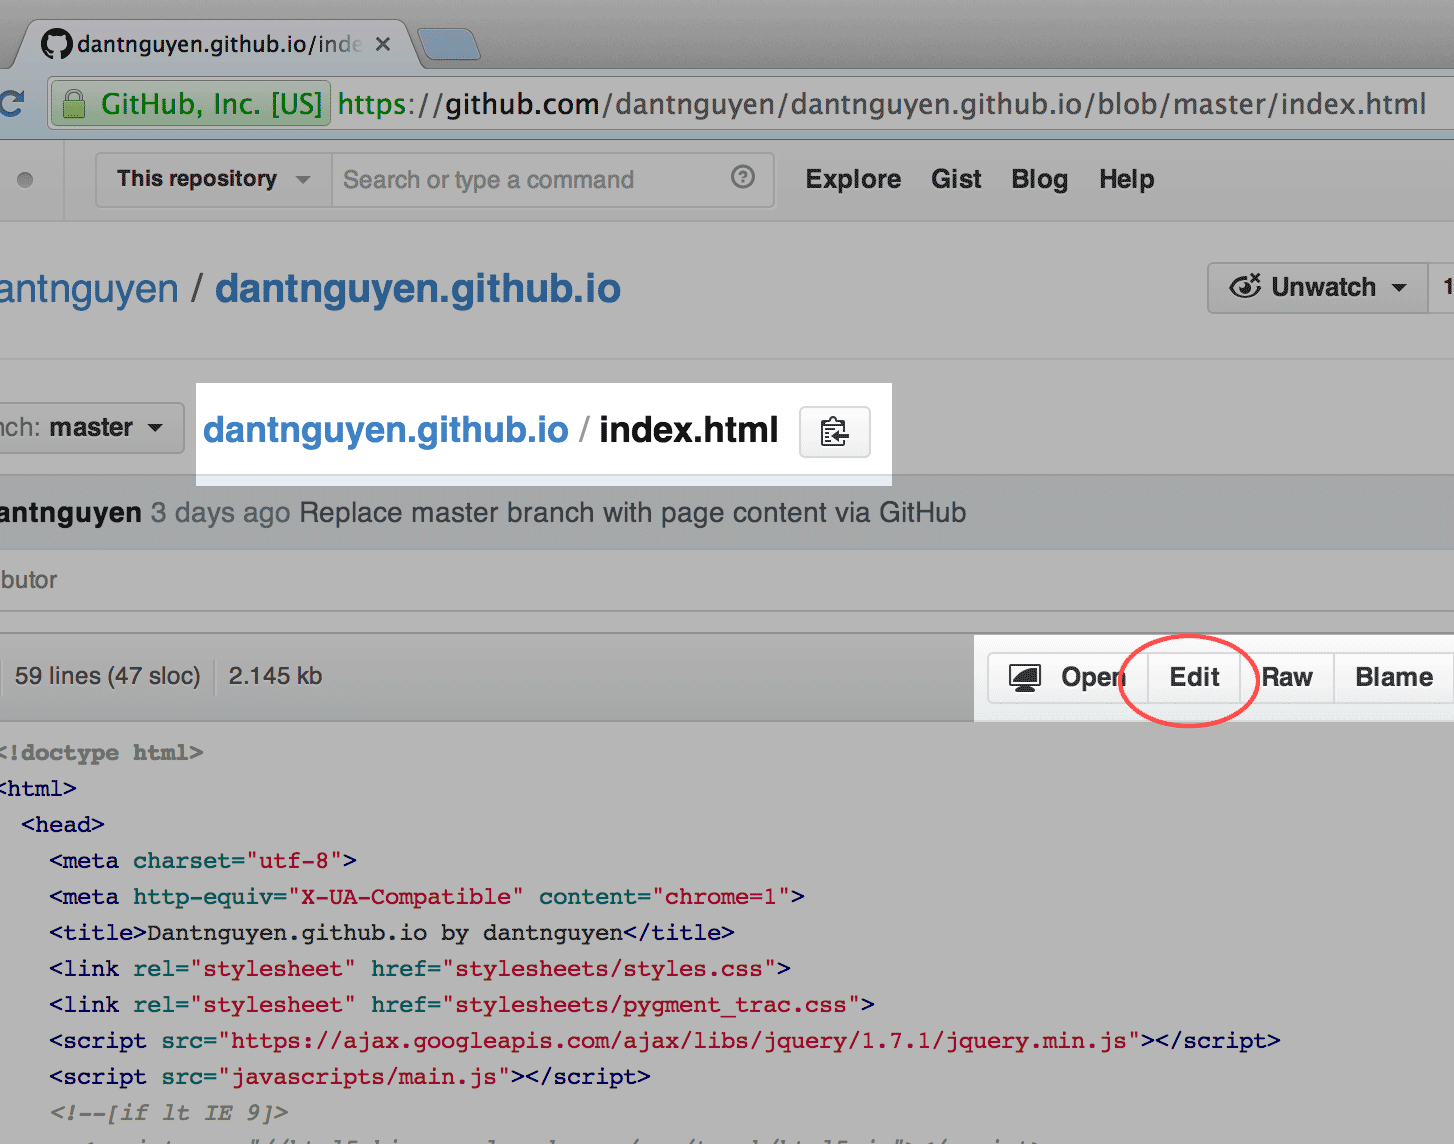 dantnguyen.github.io/inde
GitHub, Inc. [US] https://github.com/dantnguyen/dantnguyen.github.io/blob/master/index.html
This repository Search or type a command Explore Gist Blog Help
antnguyen / dantnguyen.github.io Unwatch 1
nch: master dantnguyen.github.io / index.html
antnguyen 3 days ago Replace master branch with page content via GitHub
butor
59 lines (47 sloc) 2.145 kb Open Edit Raw Blame
<!doctype html>
<html>
<head>
<meta charset="utf-8">
<meta http-equiv="X-UA-Compatible" content="chrome=1">
<title>Dantnguyen.github.io by dantnguyen</title>
<link rel="stylesheet" href="stylesheets/styles.css">
<link rel="stylesheet" href="stylesheets/pygment_trac.css">
<script src="https://ajax.googleapis.com/ajax/libs/jquery/1.7.1/jquery.min.js"></script>
<script src="javascripts/main.js"></script>
<!--[if lt IE 9]>